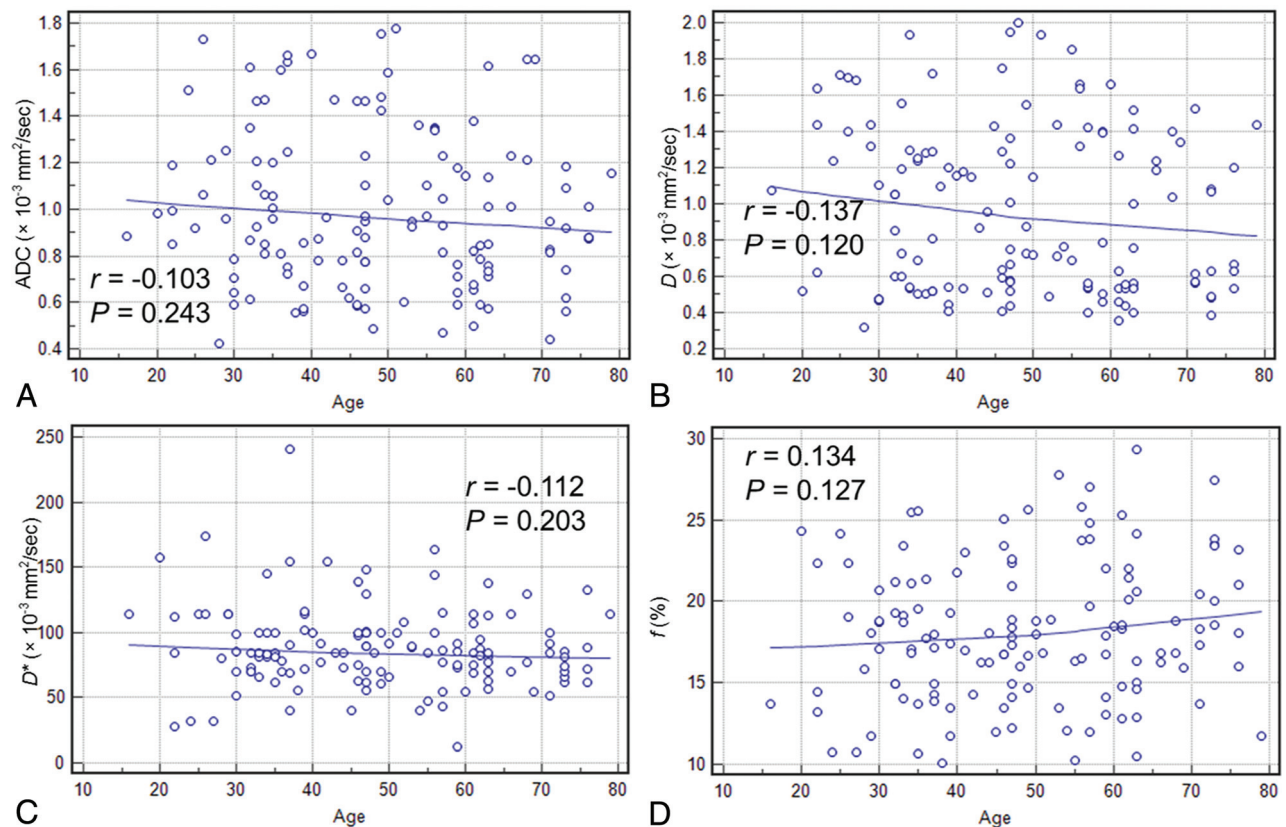 1.8
1.6
1.4
1.2
1.0
0.8
0.6
0.4
ADC (× 10⁻³ mm²/sec)
r = -0.103
P = 0.243
10 20 30 40 50 60 70 80
Age
A
2.0
1.8
1.6
1.4
1.2
1.0
0.8
0.6
0.4
0.2
D (× 10⁻³ mm²/sec)
r = -0.137
P = 0.120
10 20 30 40 50 60 70 80
Age
B
250
200
150
100
50
0
D* (× 10⁻³ mm²/sec)
r = -0.112
P = 0.203
10 20 30 40 50 60 70 80
Age
C
30
25
20
15
10
f (%)
r = 0.134
P = 0.127
10 20 30 40 50 60 70 80
Age
D